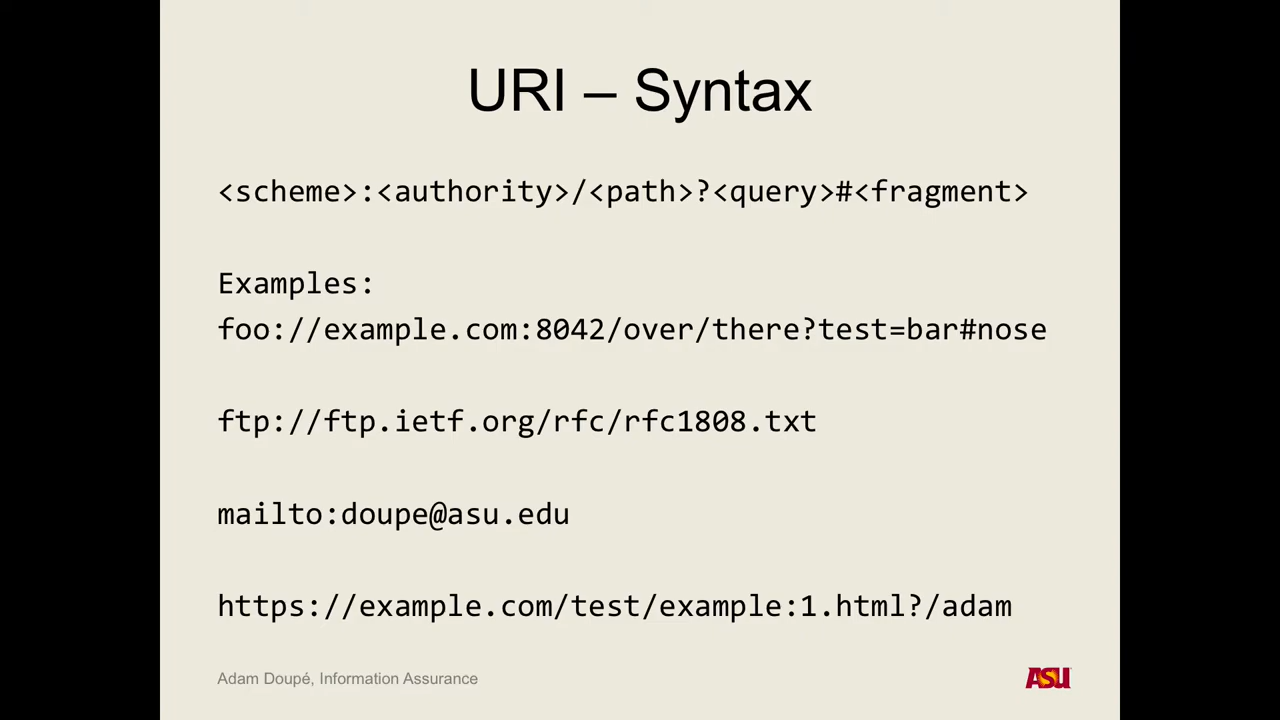 URI – Syntax
<scheme>:<authority>/<path>?<query>#<fragment>
Examples:
foo://example.com:8042/over/there?test=bar#nose
ftp://ftp.ietf.org/rfc/rfc1808.txt
mailto:doupe@asu.edu
https://example.com/test/example:1.html?/adam
Adam Doupé, Information Assurance
ASU